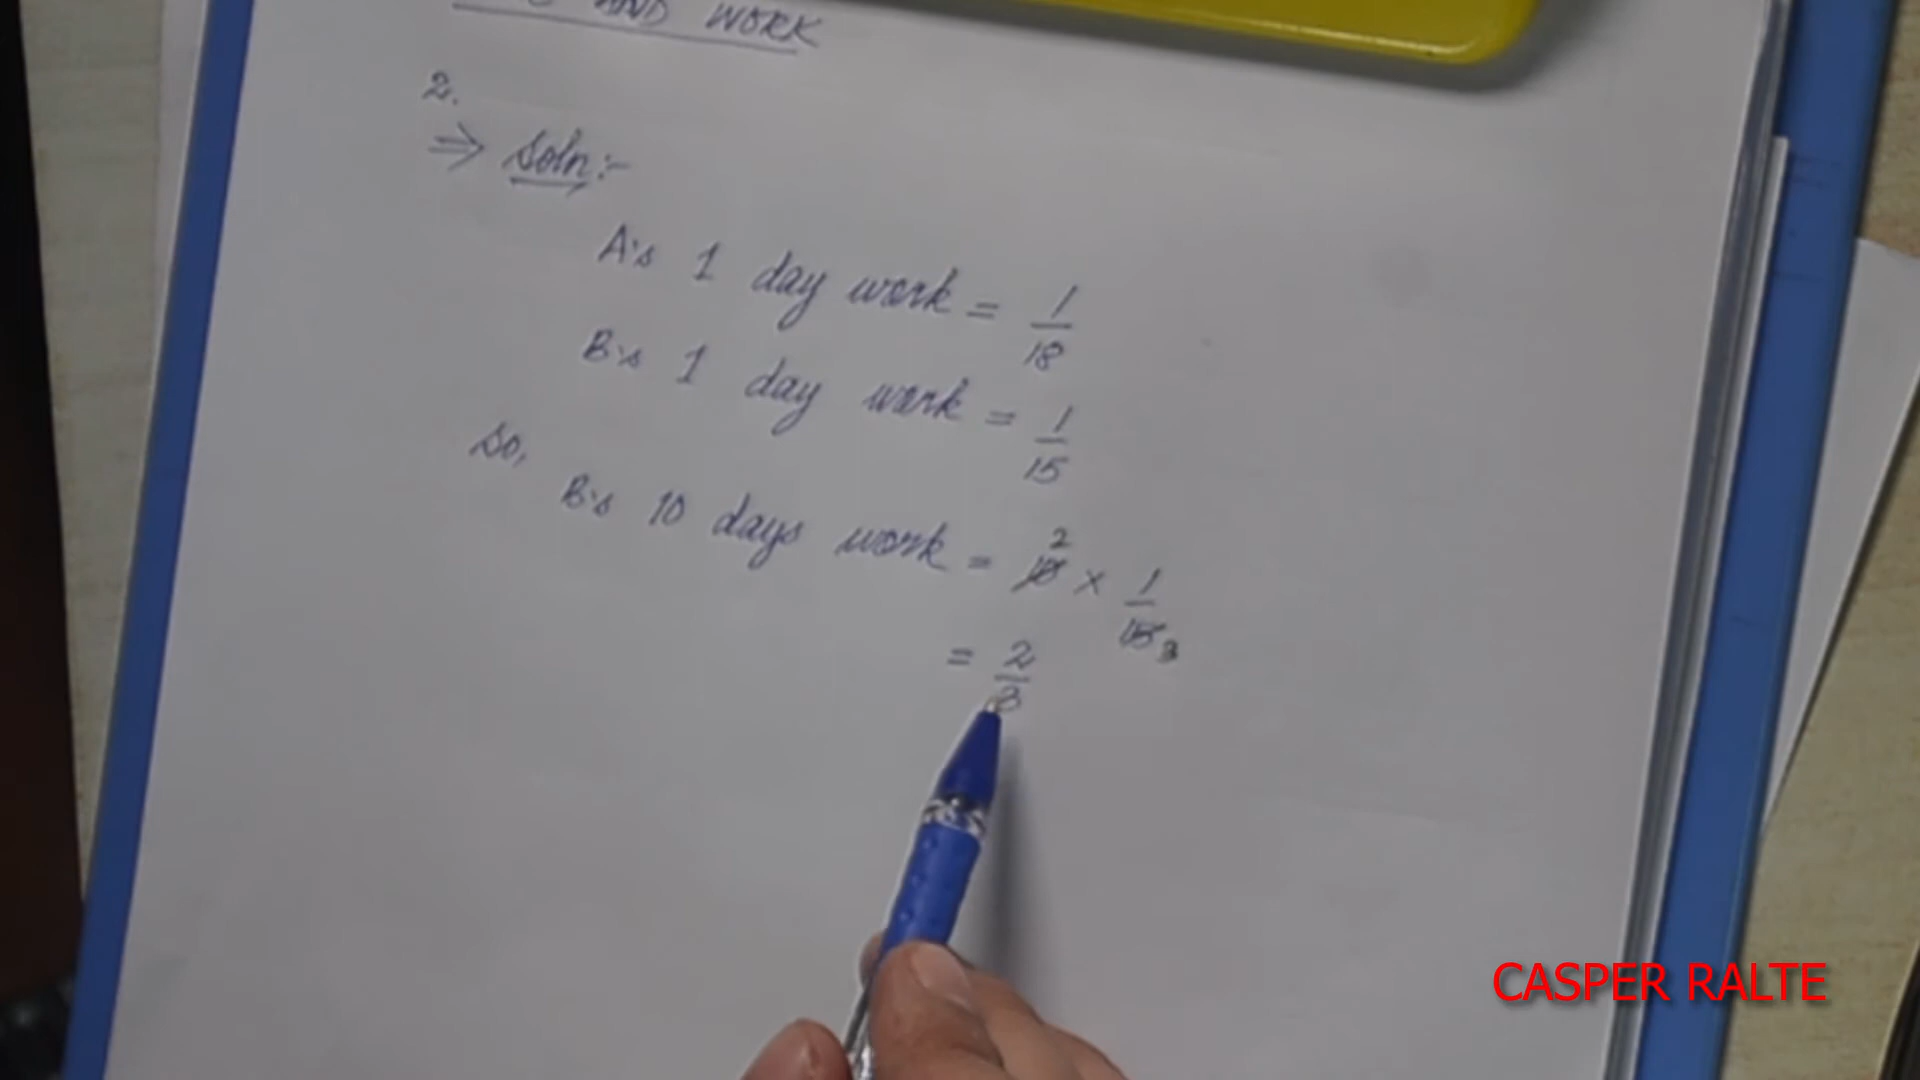 AND WORK
2.
⇒ Soln:-
A's 1 day work = 1/18
B's 1 day work = 1/15
So,
B's 10 days work = 10 2 × 1/15 3
= 2/3
CASPER RALTE